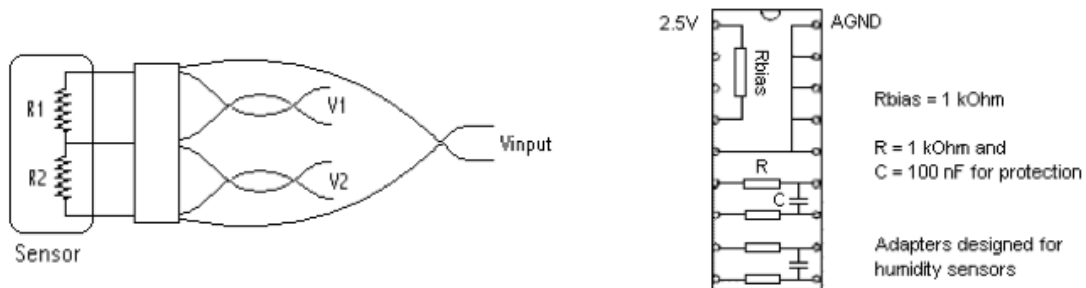 R1
R2
V1
V2
Vinput
Sensor
2.5V
AGND
Rbias
R
C
Rbias = 1 kOhm
R = 1 kOhm and
C = 100 nF for protection
Adapters designed for
humidity sensors